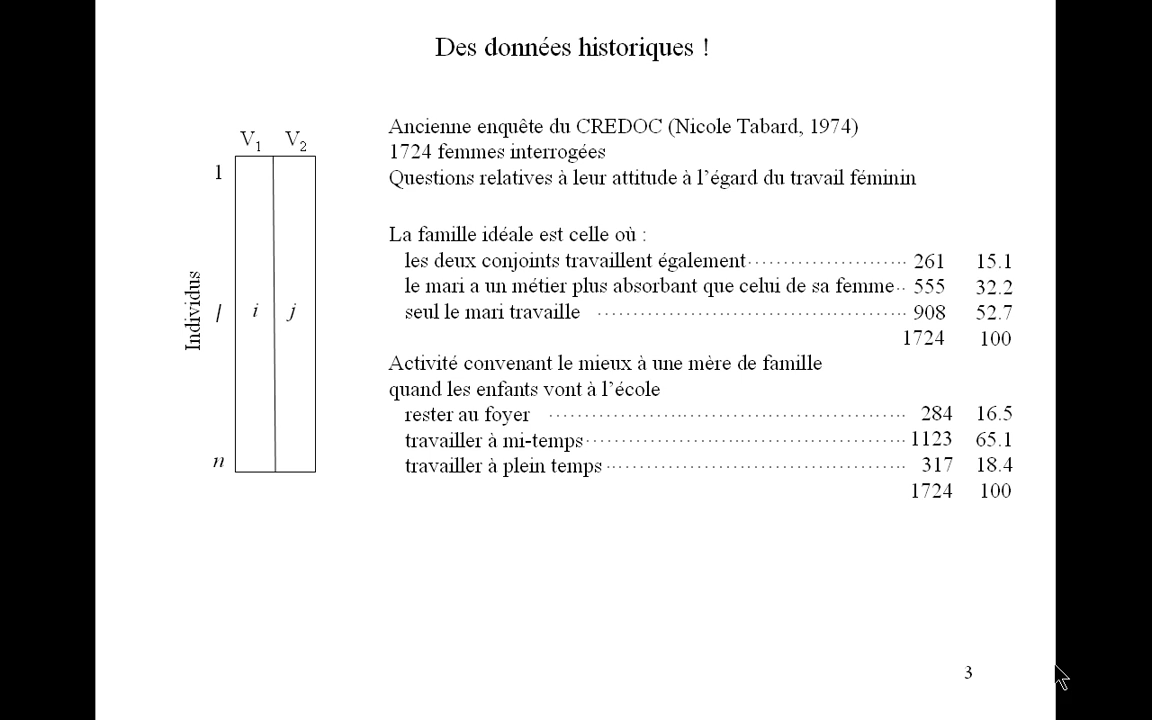 Des données historiques !
V1 V2
1
Individus
l i j
n
Ancienne enquête du CREDOC (Nicole Tabard, 1974)
1724 femmes interrogées
Questions relatives à leur attitude à l’égard du travail féminin
La famille idéale est celle où :
les deux conjoints travaillent également 261 15.1
le mari a un métier plus absorbant que celui de sa femme 555 32.2
seul le mari travaille 908 52.7
1724 100
Activité convenant le mieux à une mère de famille
quand les enfants vont à l’école
rester au foyer 284 16.5
travailler à mi-temps 1123 65.1
travailler à plein temps 317 18.4
1724 100
3